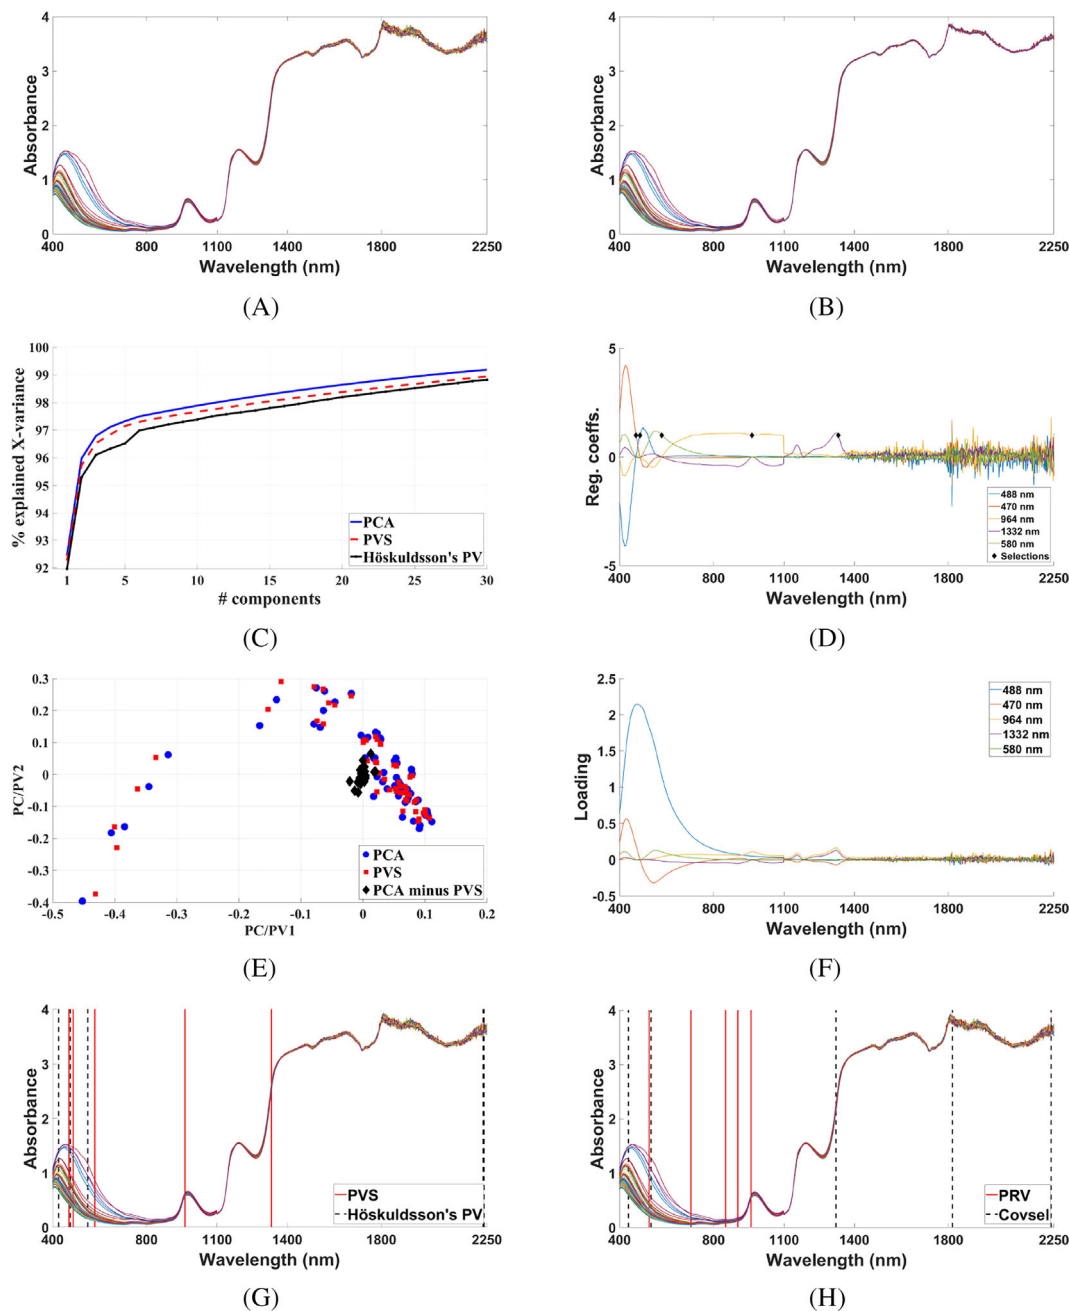 4
3
2
1
0
Absorbance
400 800 1100 1400 1800 2250
Wavelength (nm)
(A)
4
3
2
1
0
Absorbance
400 800 1100 1400 1800 2250
Wavelength (nm)
(B)
100
99
98
97
96
95
94
93
92
% explained X-variance
PCA
PVS
Höskuldsson's PV
1 5 10 15 20 25 30
# components
(C)
5
0
-5
Reg. coeffs.
488 nm
470 nm
964 nm
1332 nm
580 nm
Selections
400 800 1100 1400 1800 2250
Wavelength (nm)
(D)
0.3
0.2
0.1
0
-0.1
-0.2
-0.3
-0.4
PC/PV2
PCA
PVS
PCA minus PVS
-0.5 -0.4 -0.3 -0.2 -0.1 0 0.1 0.2
PC/PV1
(E)
2.5
2
1.5
1
0.5
0
-0.5
Loading
488 nm
470 nm
964 nm
1332 nm
580 nm
400 800 1100 1400 1800 2250
Wavelength (nm)
(F)
4
3
2
1
0
Absorbance
PVS
Höskuldsson's PV
400 800 1100 1400 1800 2250
Wavelength (nm)
(G)
4
3
2
1
0
Absorbance
PRV
Covsel
400 800 1100 1400 1800 2250
Wavelength (nm)
(H)